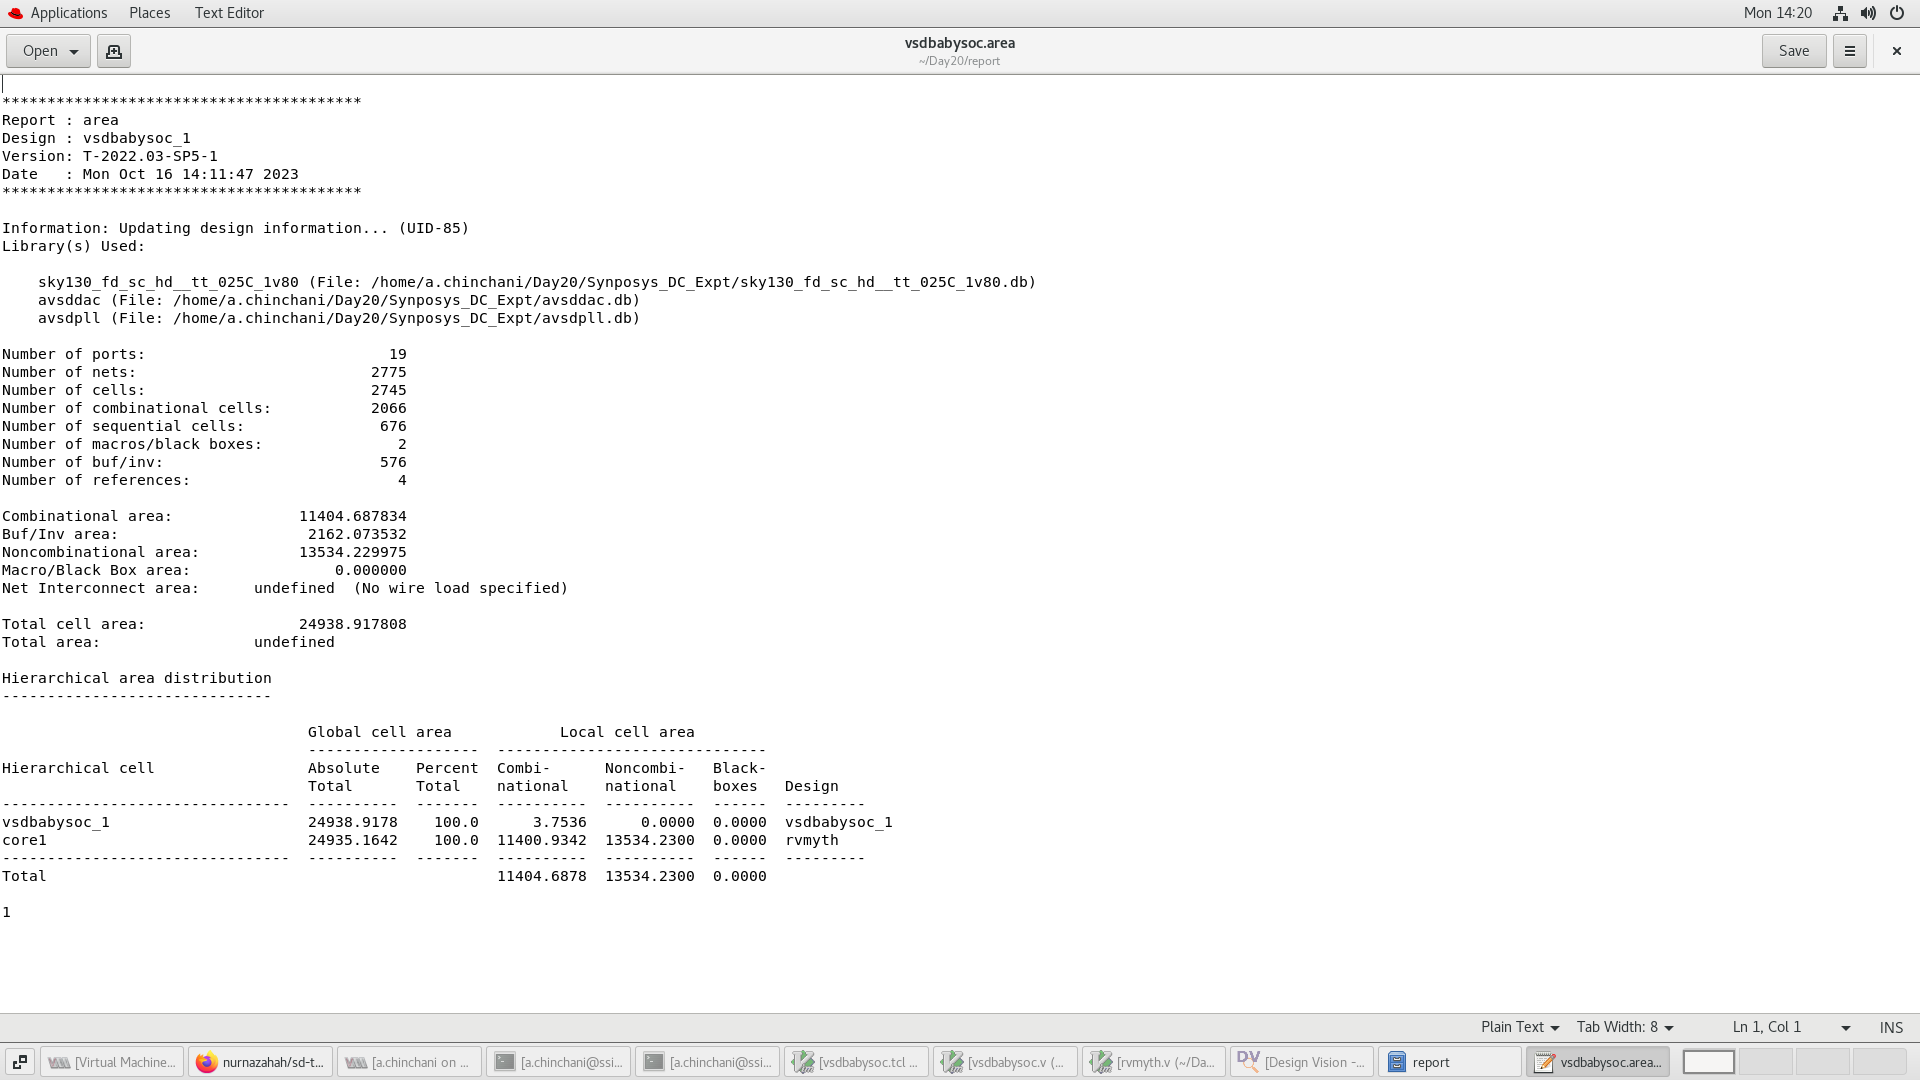 Applications Places Text Editor Mon 14:20
Open vsdbabysoc.area Save
~/Day20/report
****************************************
Report : area
Design : vsdbabysoc_1
Version: T-2022.03-SP5-1
Date   : Mon Oct 16 14:11:47 2023
****************************************
Information: Updating design information... (UID-85)
Library(s) Used:
    sky130_fd_sc_hd__tt_025C_1v80 (File: /home/a.chinchani/Day20/Synposys_DC_Expt/sky130_fd_sc_hd__tt_025C_1v80.db)
    avsddac (File: /home/a.chinchani/Day20/Synposys_DC_Expt/avsddac.db)
    avsdpll (File: /home/a.chinchani/Day20/Synposys_DC_Expt/avsdpll.db)
Number of ports:                           19
Number of nets:                          2775
Number of cells:                         2745
Number of combinational cells:           2066
Number of sequential cells:               676
Number of macros/black boxes:               2
Number of buf/inv:                        576
Number of references:                       4
Combinational area:              11404.687834
Buf/Inv area:                     2162.073532
Noncombinational area:           13534.229975
Macro/Black Box area:                0.000000
Net Interconnect area:      undefined  (No wire load specified)
Total cell area:                 24938.917808
Total area:                 undefined
Hierarchical area distribution
------------------------------
                                  Global cell area            Local cell area
                                  -------------------  ------------------------------
Hierarchical cell                 Absolute    Percent  Combi-      Noncombi-   Black-
                                  Total       Total    national    national    boxes   Design
--------------------------------  ----------  -------  ----------  ----------  ------  ---------
vsdbabysoc_1                      24938.9178    100.0      3.7536      0.0000  0.0000  vsdbabysoc_1
core1                             24935.1642    100.0  11400.9342  13534.2300  0.0000  rvmyth
--------------------------------  ----------  -------  ----------  ----------  ------  ---------
Total                                                  11404.6878  13534.2300  0.0000
1
Plain Text Tab Width: 8 Ln 1, Col 1 INS
[Virtual Machine... nurnazahah/sd-t... [a.chinchani on ... [a.chinchani@ssi... [a.chinchani@ssi... [vsdbabysoc.tcl ... [vsdbabysoc.v (... [rvmyth.v (~/Da... DV [Design Vision -... report vsdbabysoc.area...